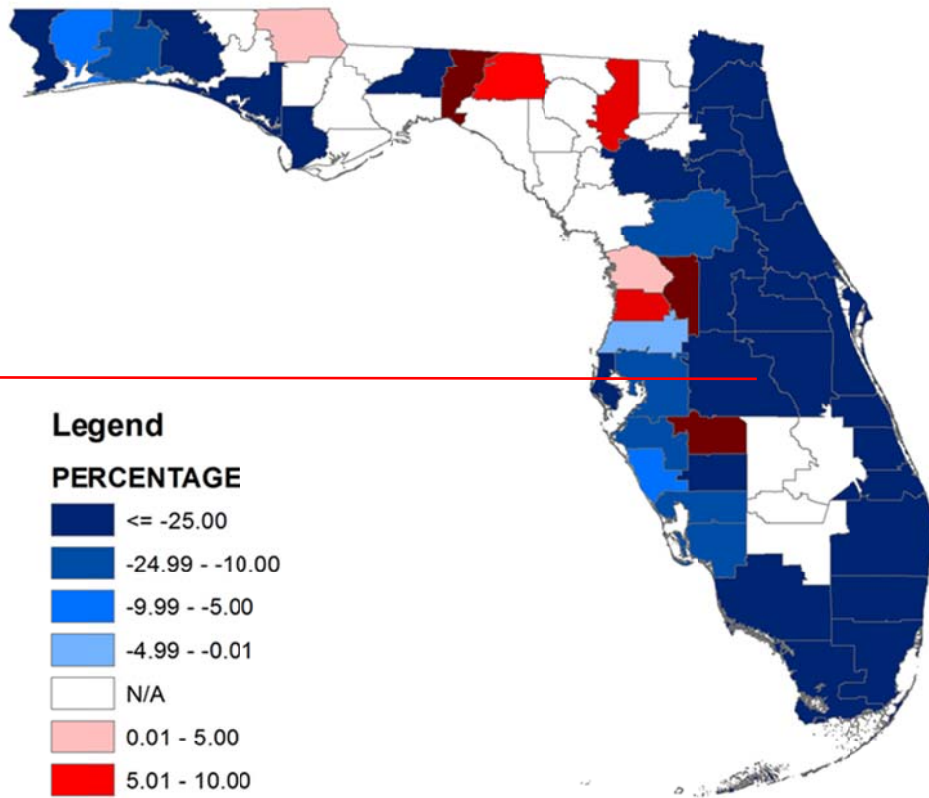 Legend
PERCENTAGE
<= -25.00
-24.99 - -10.00
-9.99 - -5.00
-4.99 - -0.01
N/A
0.01 - 5.00
5.01 - 10.00